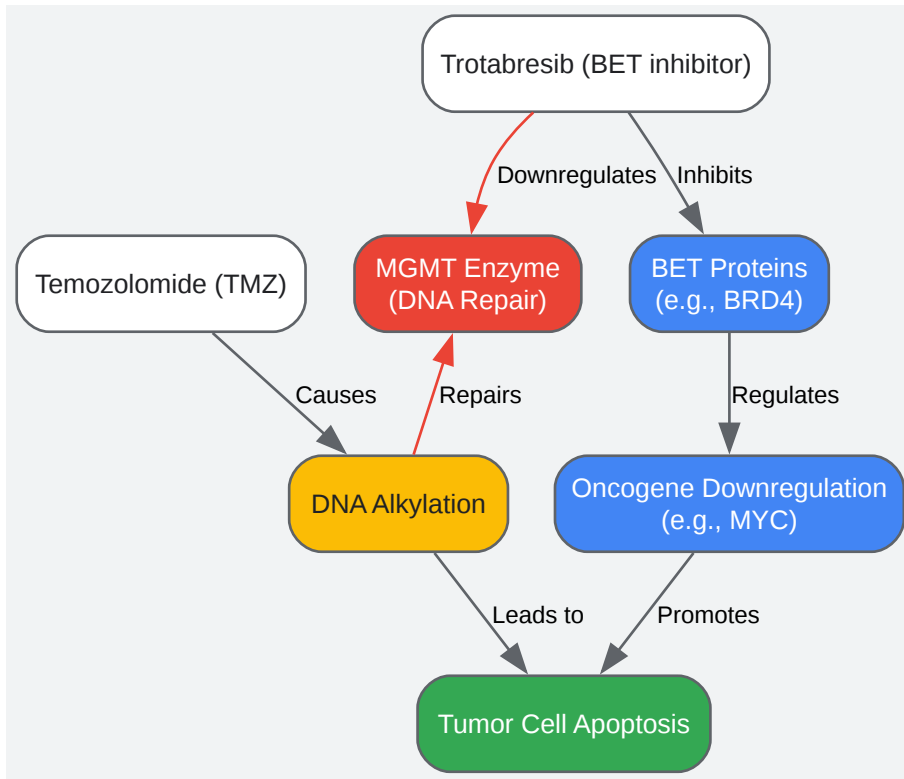 Trotabresib (BET inhibitor)
Downregulates
Inhibits
Temozolomide (TMZ)
MGMT Enzyme
(DNA Repair)
BET Proteins
(e.g., BRD4)
Causes
Repairs
Regulates
DNA Alkylation
Oncogene Downregulation
(e.g., MYC)
Leads to
Promotes
Tumor Cell Apoptosis